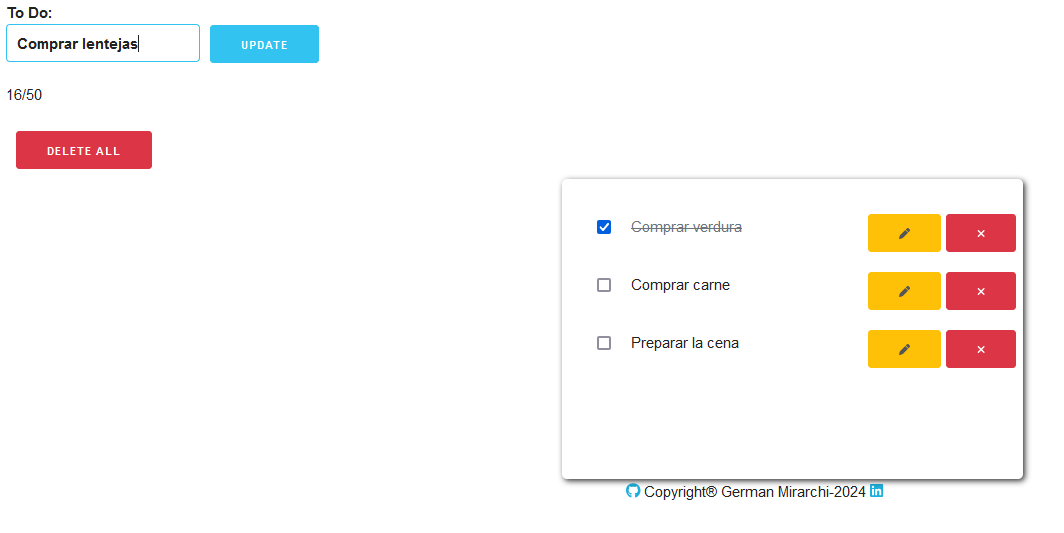 To Do:
Comprar lentejas
UPDATE
16/50
DELETE ALL
Comprar verdura
Comprar carne
Preparar la cena
Copyright® German Mirarchi-2024